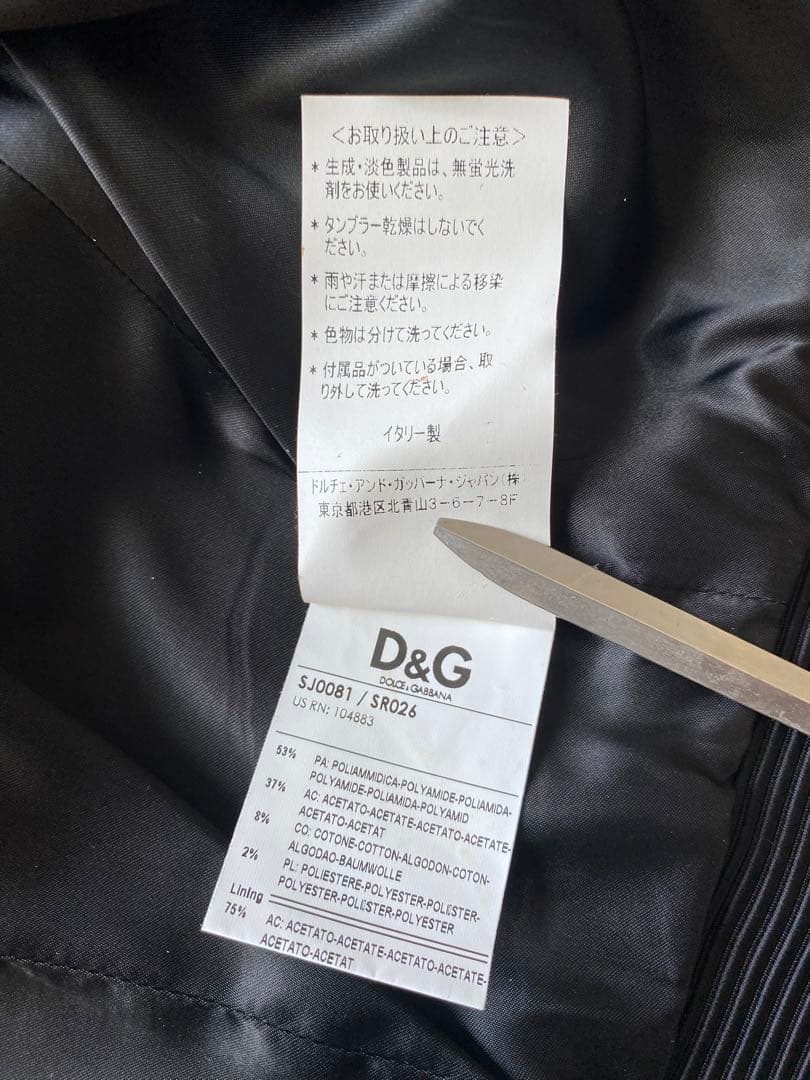 <お取り扱い上のご注意>
* 生成・淡色製品は、無蛍光洗
剤をお使いください。
* タンブラー乾燥はしないでく
ださい。
* 雨や汗または摩擦による移染
にご注意ください。
* 色物は分けて洗ってください。
* 付属品がついている場合、取
り外して洗ってください。
イタリー製
ドルチェ・アンド・ガッバーナ・ジャパン(株
東京都港区北青山3-6-7-8F
D&G
DOLCE & GABBANA
SJ0081 / SR026
US RN: 104883
53% PA: POLIAMMIDICA-POLYAMIDE-POLIAMIDA-
POLYAMIDE-POLIAMIDA-POLYAMID
37% AC: ACETATO-ACETATE-ACETATO-ACETATE-
ACETATO-ACETAT
8% CO: COTONE-COTTON-ALGODON-COTON-
ALGODAO-BAUMWOLLE
2% PL: POLIESTERE-POLYESTER-POLIESTER-
POLYESTER-POLIESTER-POLYESTER
Lining
75% AC: ACETATO-ACETATE-ACETATO-ACETATE-
ACETATO-ACETAT